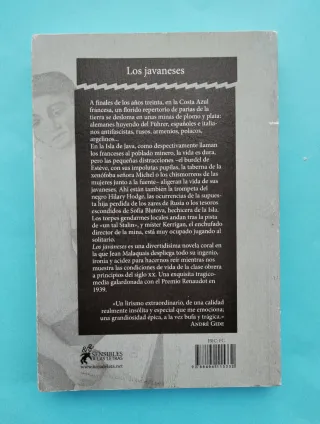 Los javaneses
A finales de los años treinta, en la Costa Azul
francesa, un florido repertorio de parias de la
tierra se desloma en unas minas de plomo y plata:
alemanes huyendo del Führer, españoles e italia-
nos antifascistas, rusos, armenios, polacos,
argelinos...
En la Isla de Java, como despectivamente llaman
los franceses al poblado minero, la vida es dura,
pero las pequeñas distracciones –el burdel de
Estève, con sus impolutas pupilas, la taberna de la
xenófoba señora Michel o los chismorreos de las
mujeres junto a la fuente– aligeran la vida de sus
javaneses. Ahí están también la trompeta del
negro Hilary Hodge, las ocurrencias de la supues-
ta hija perdida de los zares de Rusia o los tesoros
escondidos de Sofía Blutova, hechicera de la Isla.
Los torpes gendarmes locales andan tras la pista
de «un tal Stalin», y míster Kerrigan, el enchufado
director de la mina, está muy ocupado jugando al
solitario.
Los javaneses es una divertidísima novela coral en
la que Jean Malaquais despliega todo su ingenio,
ironía y acidez para hacernos reír mientras nos
muestra las condiciones de vida de la clase obrera
a principios del siglo XX. Una exquisita tragico-
media galardonada con el Premio Renaudot en
1939.
"Un lirismo extraordinario, de una calidad
realmente insólita y especial que me emociona;
una grandiosidad épica, a la vez bufa y trágica."
ANDRÉ GIDE
SENSIBLES
A LAS LETRAS